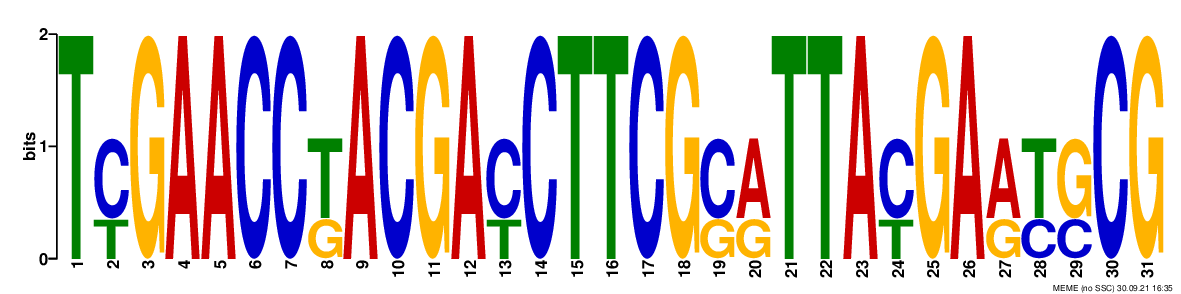 2
bits
1
0
TCGAACCTACGACCTTCGCATTACGAATGCG
TGTGGTGCC
1 2 3 4 5 6 7 8 9 10 11 12 13 14 15 16 17 18 19 20 21 22 23 24 25 26 27 28 29 30 31
MEME (no SSC) 30.09.21 16:35